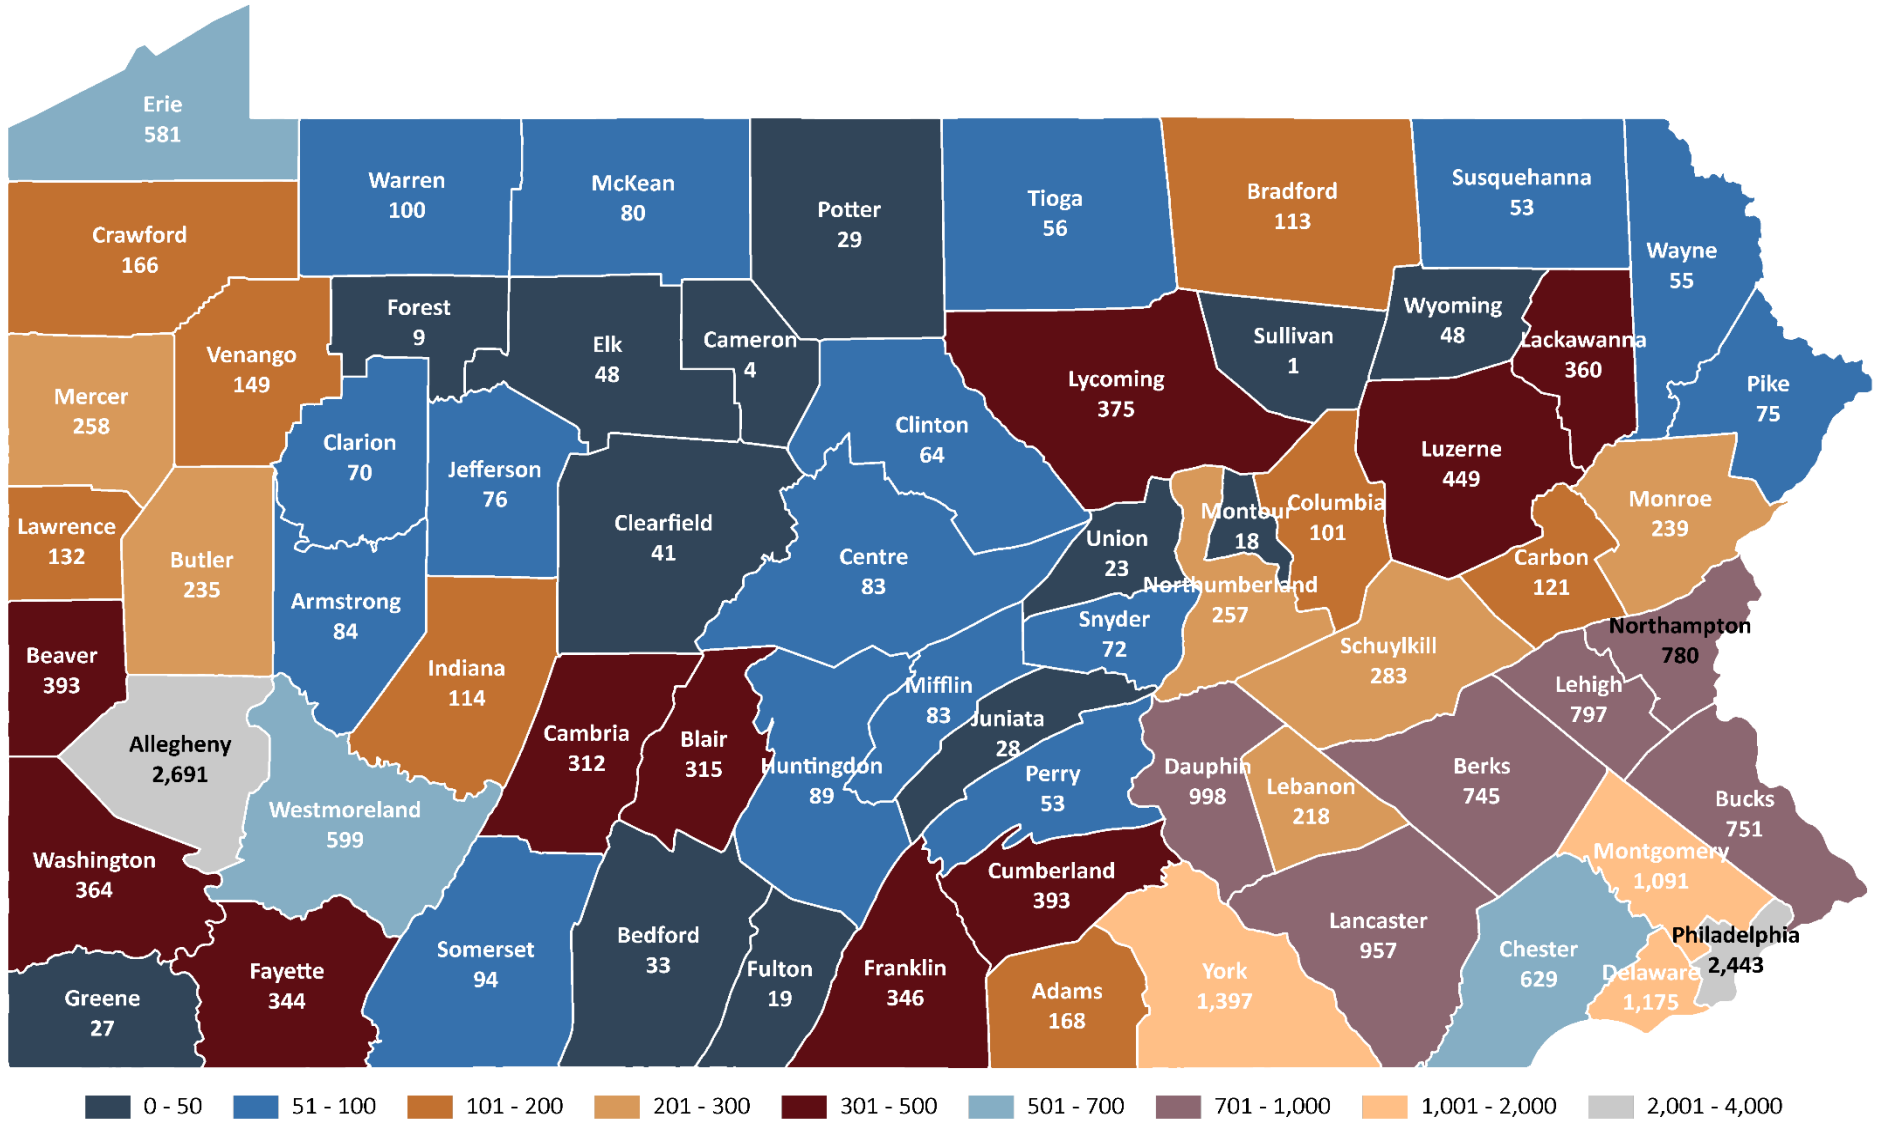 Erie
581
Warren
100
McKean
80
Potter
29
Tioga
56
Bradford
113
Susquehanna
53
Wayne
55
Crawford
166
Venango
149
Forest
9
Elk
48
Cameron
4
Lycoming
375
Sullivan
1
Wyoming
48
Lackawanna
360
Pike
75
Mercer
258
Clarion
70
Jefferson
76
Clinton
64
Luzerne
449
Monroe
239
Lawrence
132
Butler
235
Clearfield
41
Centre
83
Union
23
Montour
18
Columbia
101
Carbon
121
Armstrong
84
Northumberland
257
Snyder
72
Schuylkill
283
Northampton
780
Beaver
393
Indiana
114
Mifflin
83
Lehigh
797
Allegheny
2,691
Cambria
312
Blair
315
Huntingdon
89
Juniata
28
Perry
53
Dauphin
998
Lebanon
218
Berks
745
Bucks
751
Westmoreland
599
Washington
364
Cumberland
393
Montgomery
1,091
Lancaster
957
Philadelphia
2,443
Greene
27
Fayette
344
Somerset
94
Bedford
33
Fulton
19
Franklin
346
Adams
168
York
1,397
Chester
629
Delaware
1,175
0 - 50
51 - 100
101 - 200
201 - 300
301 - 500
501 - 700
701 - 1,000
1,001 - 2,000
2,001 - 4,000